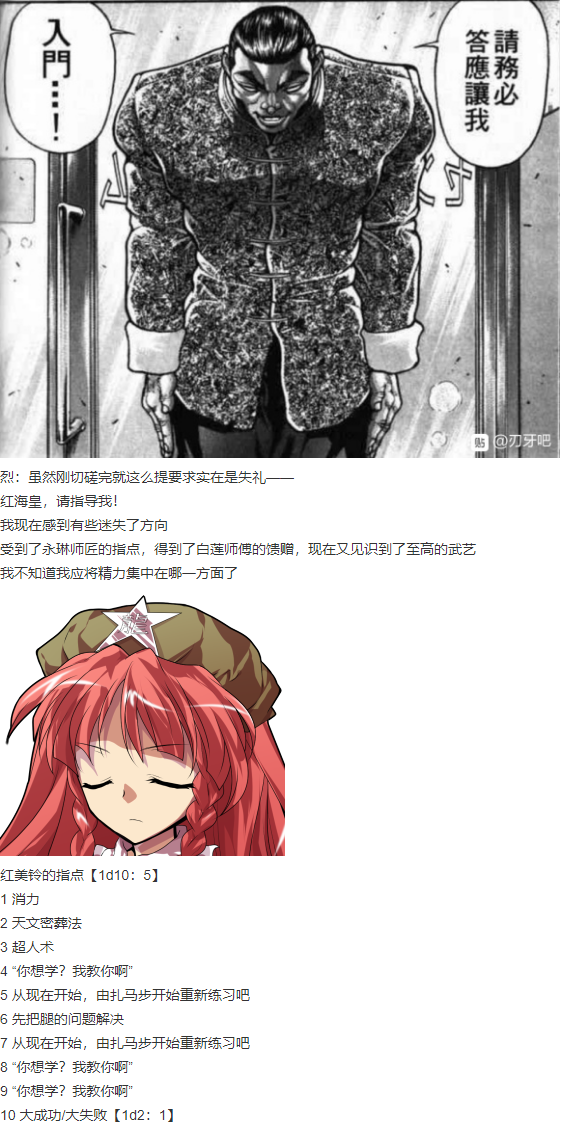 請務必
答應讓我
入門…！
貼 @刃牙吧
烈：虽然刚切磋完就这么提要求实在是失礼——
红海皇，请指导我！
我现在感到有些迷失了方向
受到了永琳师匠的指点，得到了白莲师傅的馈赠，现在又见识到了至高的武艺
我不知道我应将精力集中在哪一方面了
红美铃的指点【1d10：5】
1 消力
2 天文密葬法
3 超人术
4 “你想学？我教你啊”
5 从现在开始，由扎马步开始重新练习吧
6 先把腿的问题解决
7 从现在开始，由扎马步开始重新练习吧
8 “你想学？我教你啊”
9 “你想学？我教你啊”
10 大成功/大失败【1d2：1】